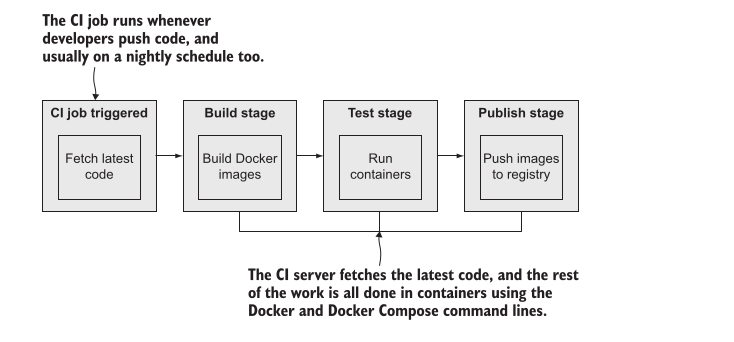 The CI job runs whenever
developers push code, and
usually on a nightly schedule too.
CI job triggered
Fetch latest
code
Build stage
Build Docker
images
Test stage
Run
containers
Publish stage
Push images
to registry
The CI server fetches the latest code, and the rest
of the work is all done in containers using the
Docker and Docker Compose command lines.